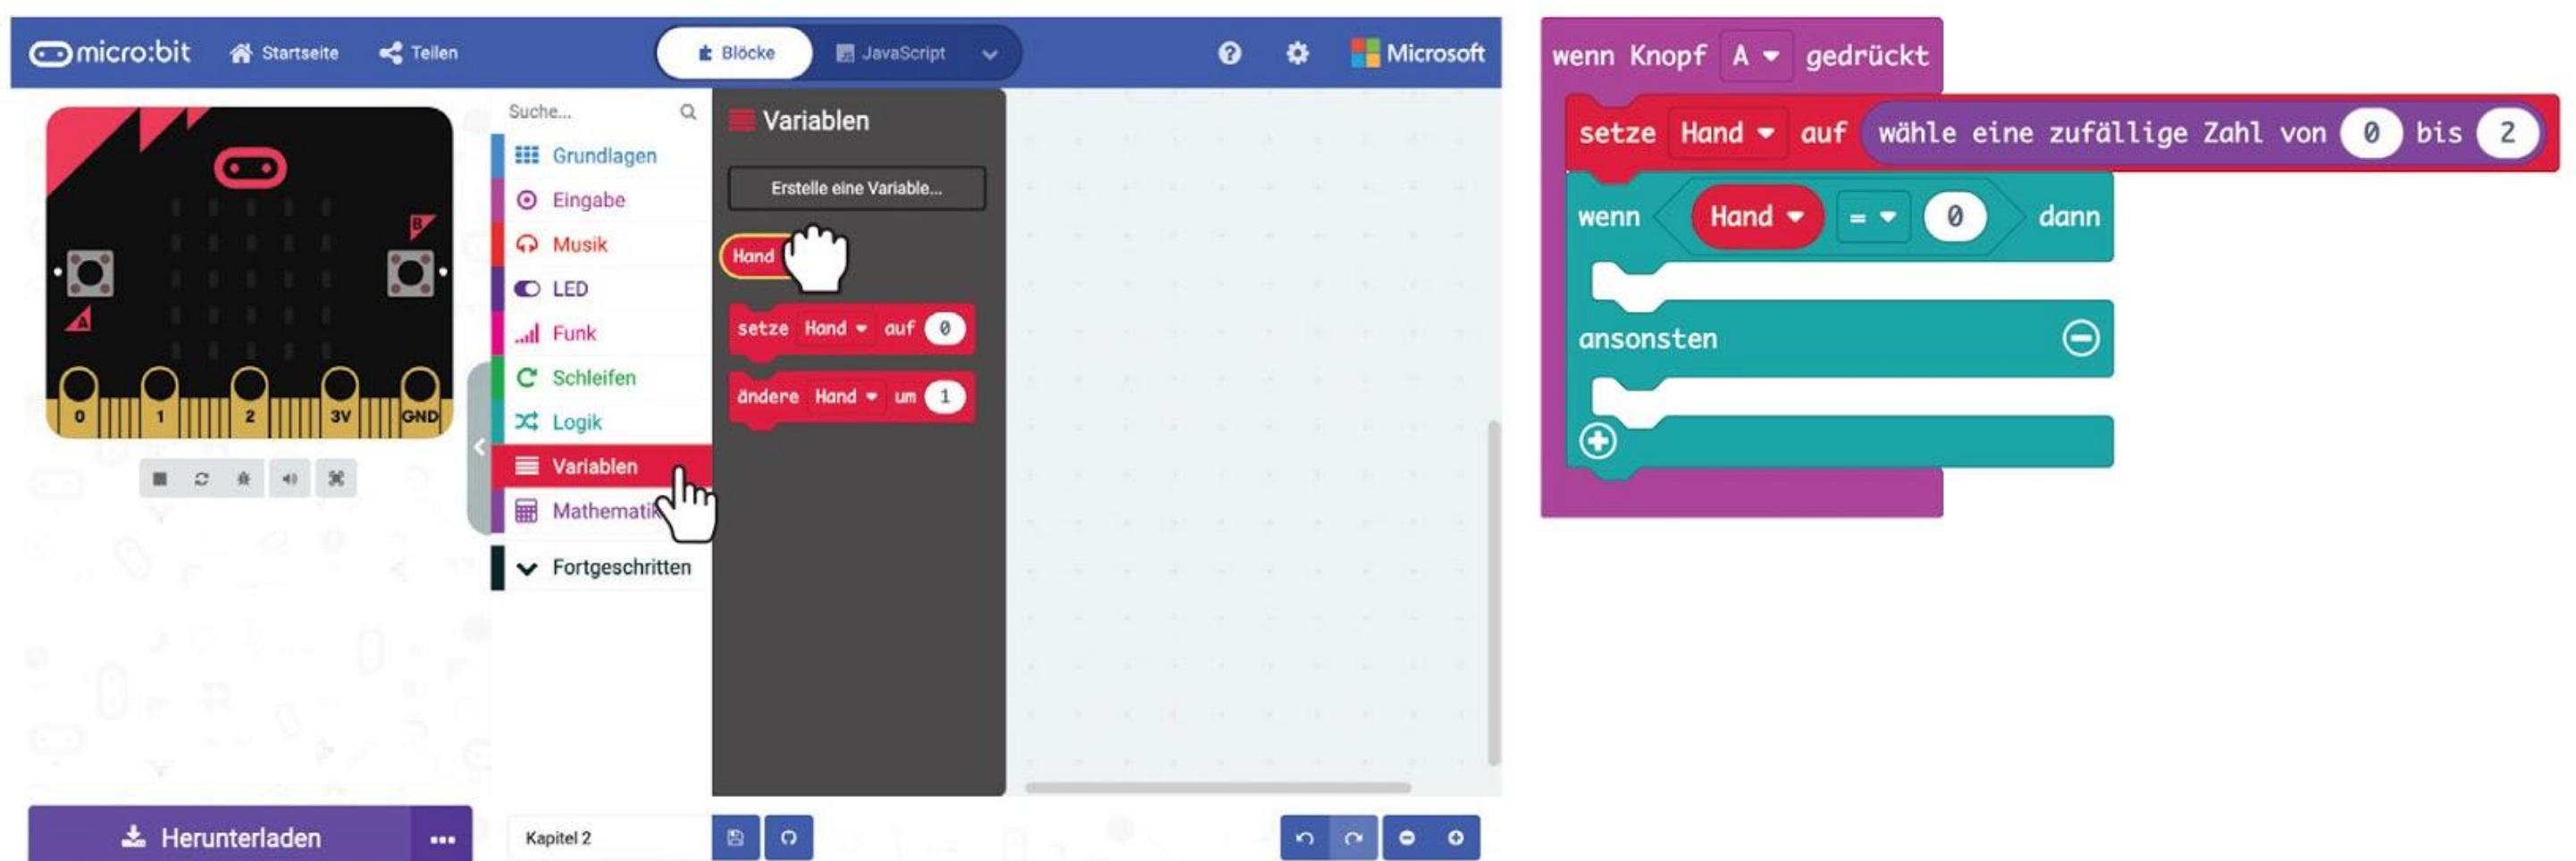 micro:bit Startseite Teilen Blöcke JavaScript Microsoft
Suche...
Grundlagen
Eingabe
Musik
LED
Funk
Schleifen
Logik
Variablen
Mathematik
Fortgeschritten
Variablen
Erstelle eine Variable...
Hand
setze Hand auf 0
ändere Hand um 1
B
A
0 1 2 3V GND
Herunterladen ...
Kapitel 2
wenn Knopf A gedrückt
setze Hand auf wähle eine zufällige Zahl von 0 bis 2
wenn Hand = 0 dann
ansonsten